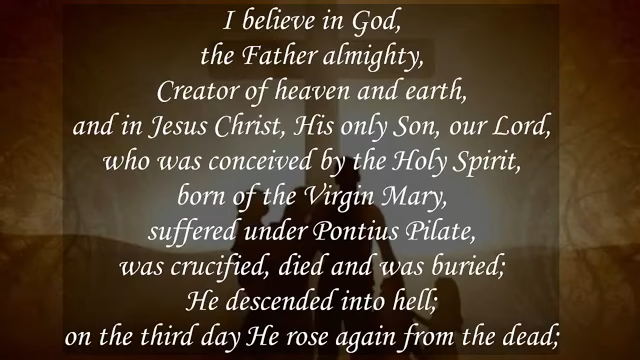 I believe in God,
the Father almighty,
Creator of heaven and earth,
and in Jesus Christ, His only Son, our Lord,
who was conceived by the Holy Spirit,
born of the Virgin Mary,
suffered under Pontius Pilate,
was crucified, died and was buried;
He descended into hell;
on the third day He rose again from the dead;